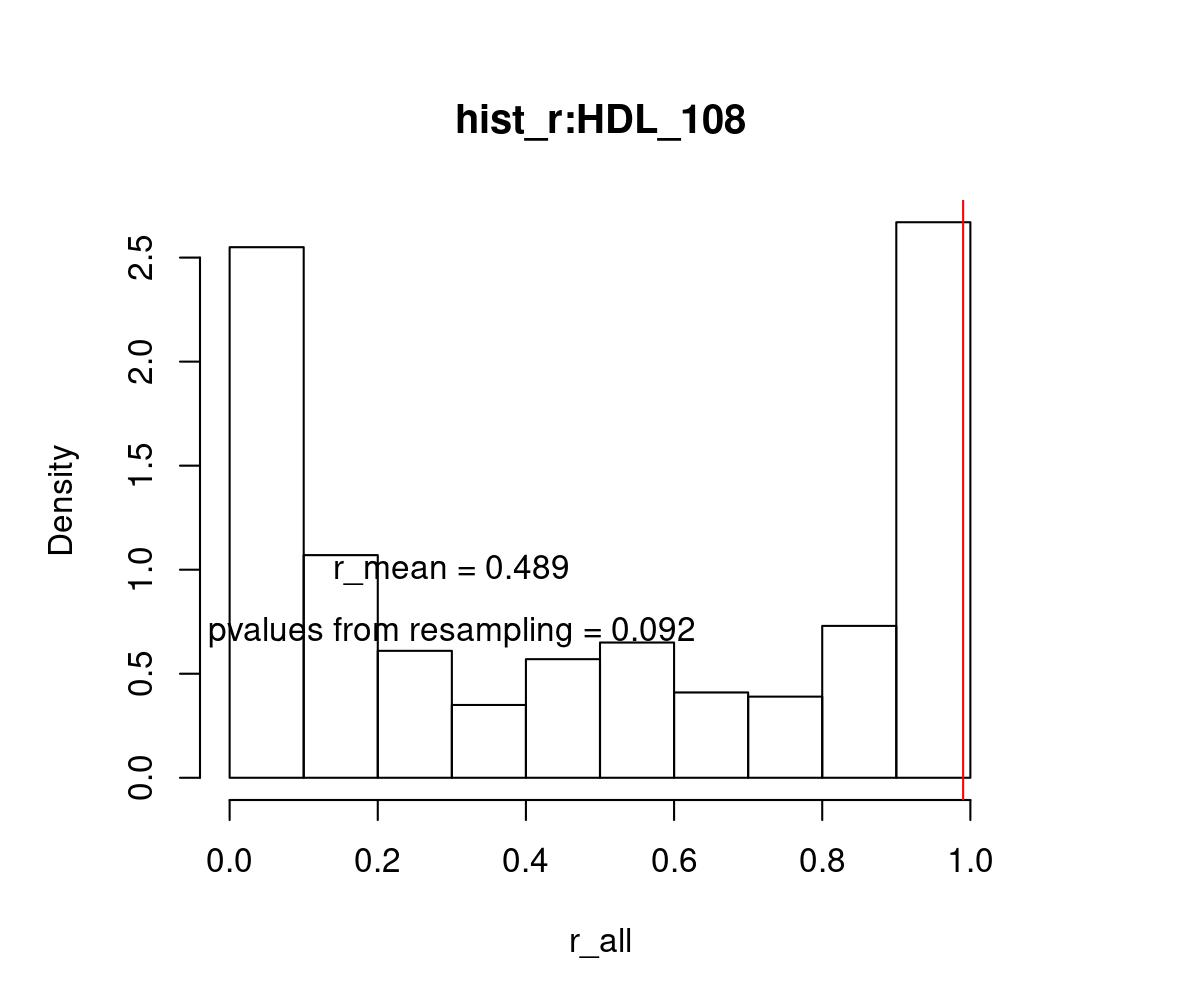 hist_r:HDL_108
Density
2.5
2.0
1.5
1.0
0.5
0.0
r_mean = 0.489
pvalues from resampling = 0.092
0.0 0.2 0.4 0.6 0.8 1.0
r_all